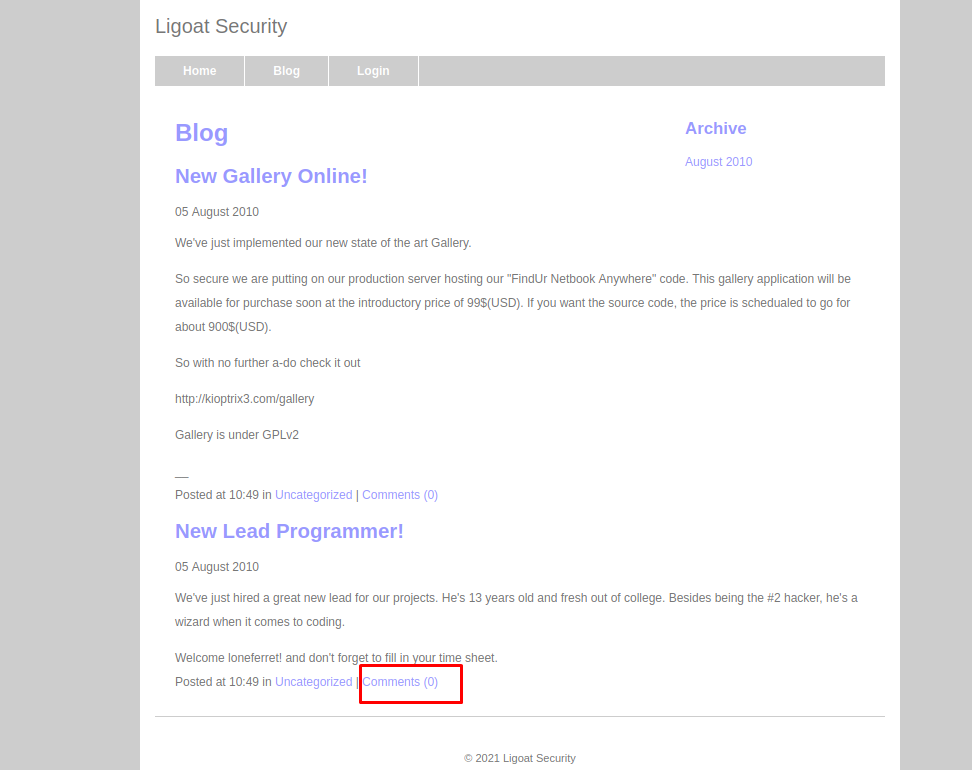 Ligoat Security
Home Blog Login
Blog
New Gallery Online!
05 August 2010
We've just implemented our new state of the art Gallery.
So secure we are putting on our production server hosting our "FindUr Netbook Anywhere" code. This gallery application will be
available for purchase soon at the introductory price of 99$(USD). If you want the source code, the price is schedualed to go for
about 900$(USD).
So with no further a-do check it out
http://kioptrix3.com/gallery
Gallery is under GPLv2
__
Posted at 10:49 in Uncategorized | Comments (0)
New Lead Programmer!
05 August 2010
We've just hired a great new lead for our projects. He's 13 years old and fresh out of college. Besides being the #2 hacker, he's a
wizard when it comes to coding.
Welcome loneferret! and don't forget to fill in your time sheet.
Posted at 10:49 in Uncategorized | Comments (0)
Archive
August 2010
© 2021 Ligoat Security